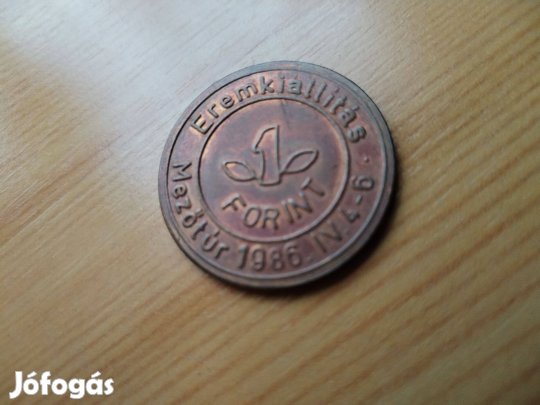 Éremkiállítás
1
FORINT
Mezőtúr 1986. IV. 4-6.
Jófogás